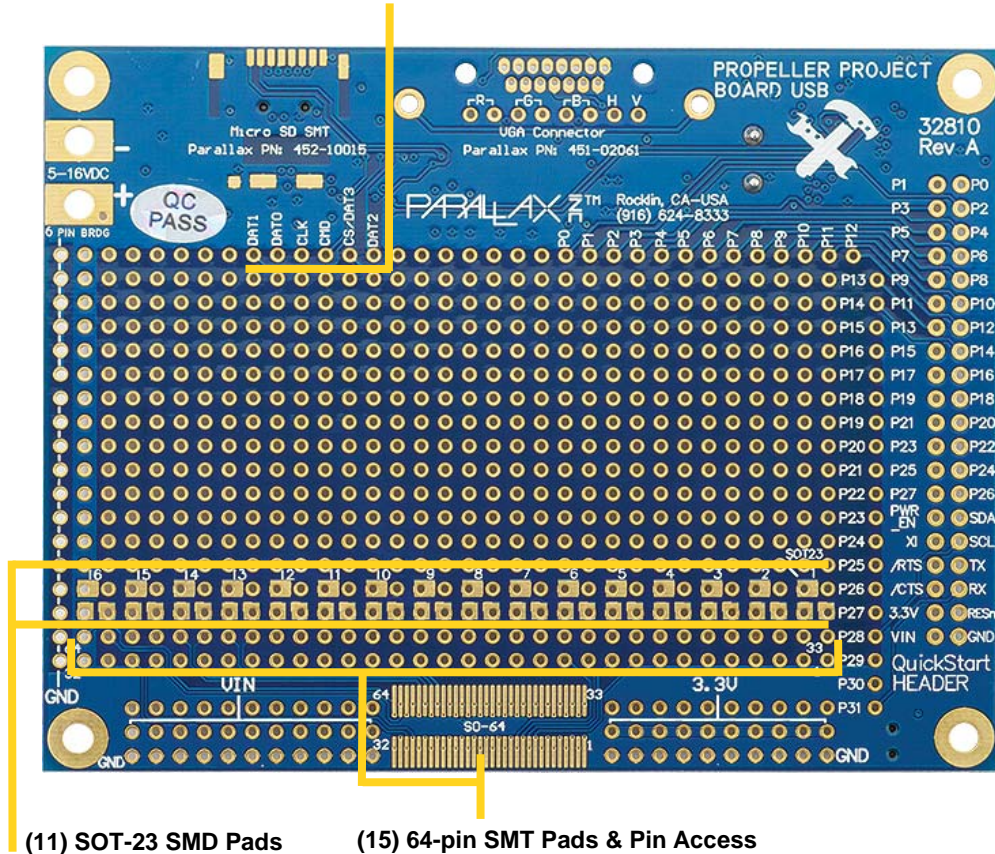 PROPELLER PROJECT
BOARD USB
32810
Rev A
Micro SD SMT
Parallax PN: 452-10015
R G B H V
VGA Connector
Parallax PN: 451-02061
-
5-16VDC
+
QC
PASS
6 PIN BRDG
PARALLAX INC ™
Rocklin, CA-USA
(916) 624-8333
DAT1
DAT0
CLK
CMD
CS/DAT3
DAT2
P0 P1 P2 P3 P4 P5 P6 P7 P8 P9 P10 P11 P12
P1 P0
P3 P2
P5 P4
P7 P6
P13 P9 P8
P14 P11 P10
P15 P13 P12
P16 P15 P14
P17 P17 P16
P18 P19 P18
P19 P21 P20
P20 P23 P22
P21 P25 P24
P22 P27 P26
P23 PWR_EN SDA
P24 XI SCL
SOT23
P25 /RTS TX
16 15 14 13 12 11 10 9 8 7 6 5 4 3 2 1
P26 /CTS RX
P27 3.3V RESn
P28 VIN GND
33
P29
QuickStart
HEADER
P30
P31
GND
VIN
64
33
3.3V
SO-64
32
1
GND
GND
(11) SOT-23 SMD Pads
(15) 64-pin SMT Pads & Pin Access